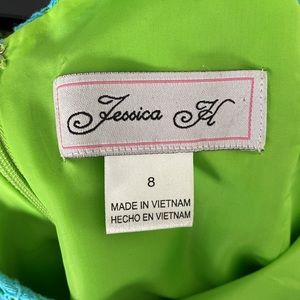 Jessica H
8
MADE IN VIETNAM
HECHO EN VIETNAM